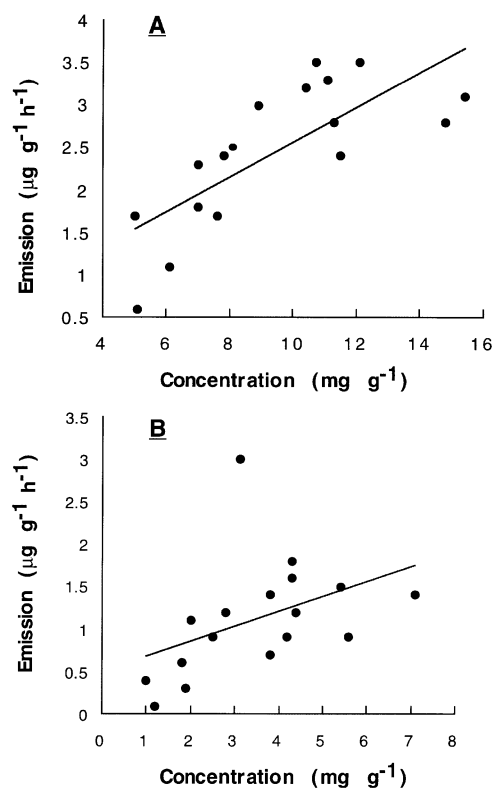 A
4
3.5
3
2.5
2
1.5
1
0.5
Emission (µg g-1 h-1)
4 6 8 10 12 14 16
Concentration (mg g-1)
B
3.5
3
2.5
2
1.5
1
0.5
0
Emission (µg g-1 h-1)
0 1 2 3 4 5 6 7 8
Concentration (mg g-1)